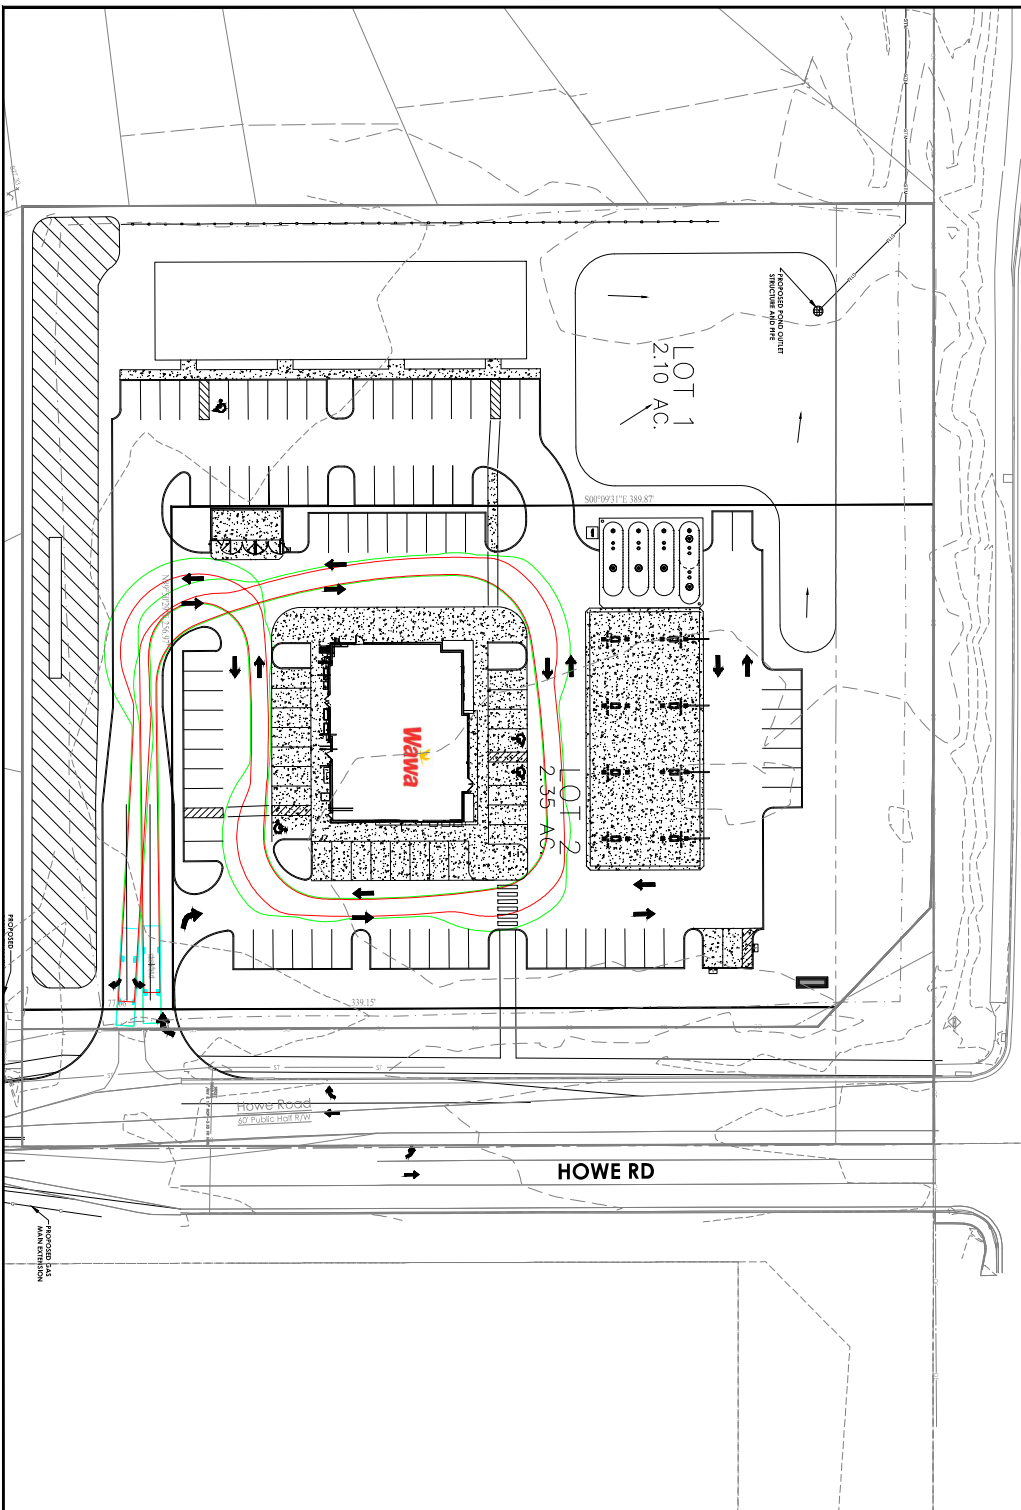 PROPOSED POND OUTLET
STRUCTURE AND PIPE
LOT 1
2.10 AC.
S00°09'31"E 389.87'
Wawa
LOT 2
2.35 AC.
339.15'
PROPOSED
Howe Road
60' Public Half R/W
HOWE RD
PROPOSED GAS
MAIN EXTENSION